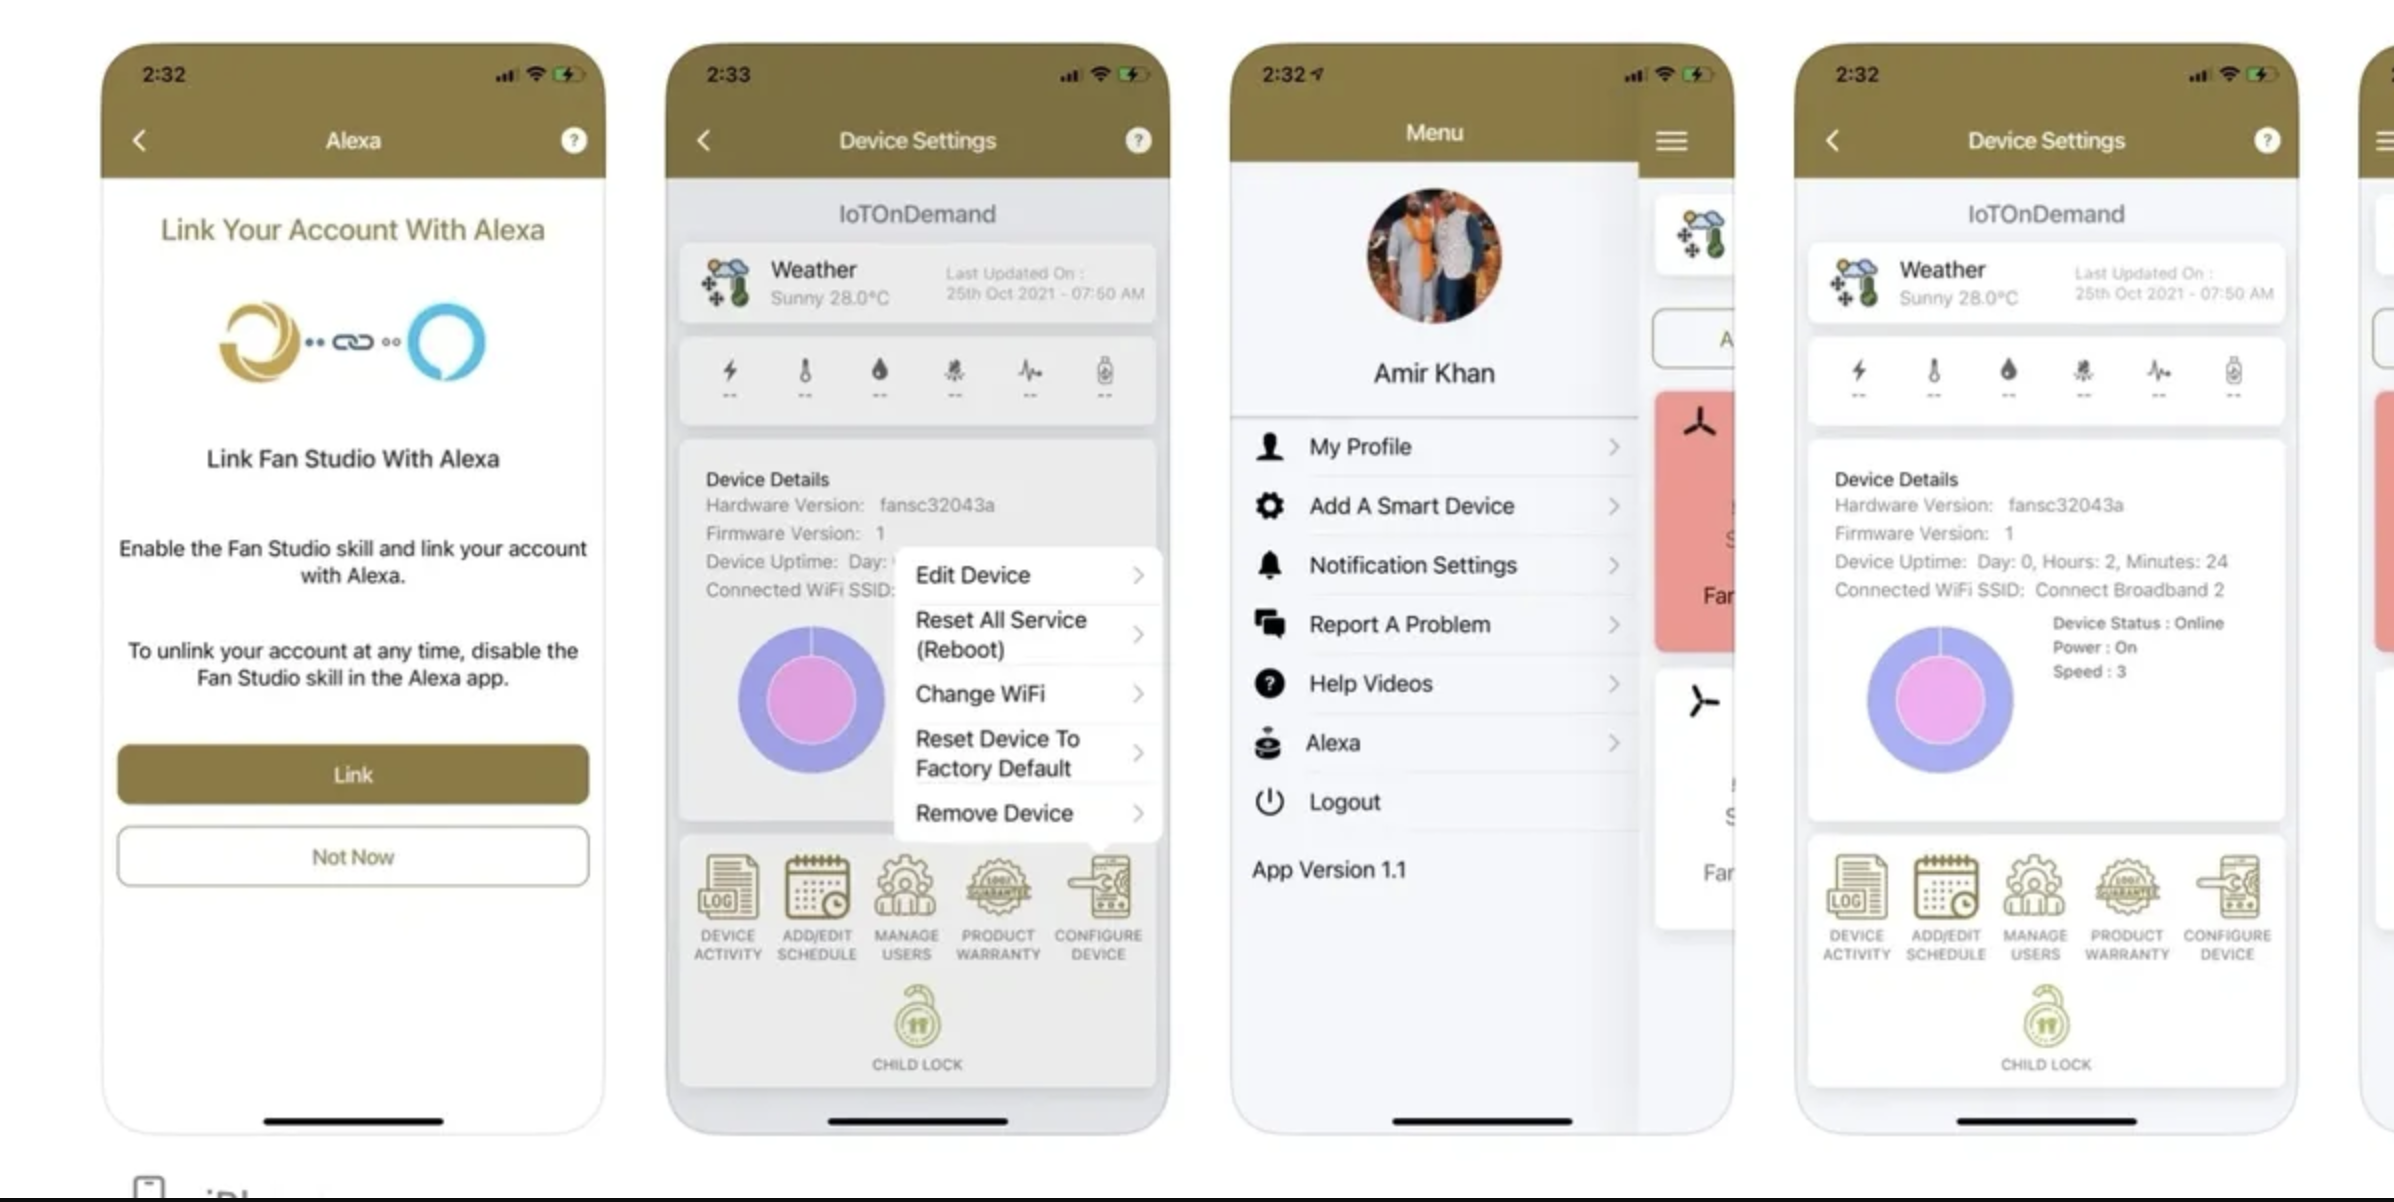 2:32
Alexa
?
Link Your Account With Alexa
Link Fan Studio With Alexa
Enable the Fan Studio skill and link your account
with Alexa.
To unlink your account at any time, disable the
Fan Studio skill in the Alexa app.
Link
Not Now
2:33
Device Settings
?
IoTOnDemand
Weather
Sunny 28.0°C
Last Updated On :
25th Oct 2021 - 07:50 AM
--
--
--
--
--
--
Device Details
Hardware Version: fansc32043a
Firmware Version: 1
Device Uptime: Day:
Connected WiFi SSID:
Edit Device
Reset All Service
(Reboot)
Change WiFi
Reset Device To
Factory Default
Remove Device
LOG
GUARANTEE
DEVICE
ACTIVITY
ADD/EDIT
SCHEDULE
MANAGE
USERS
PRODUCT
WARRANTY
CONFIGURE
DEVICE
CHILD LOCK
2:32
Menu
Amir Khan
My Profile
Add A Smart Device
Notification Settings
Report A Problem
? Help Videos
Alexa
Logout
App Version 1.1
A
S
Far
S
Far
2:32
Device Settings
?
IoTOnDemand
Weather
Sunny 28.0°C
Last Updated On :
25th Oct 2021 - 07:50 AM
--
--
--
--
--
--
Device Details
Hardware Version: fansc32043a
Firmware Version: 1
Device Uptime: Day: 0, Hours: 2, Minutes: 24
Connected WiFi SSID: Connect Broadband 2
Device Status : Online
Power : On
Speed : 3
LOG
GUARANTEE
DEVICE
ACTIVITY
ADD/EDIT
SCHEDULE
MANAGE
USERS
PRODUCT
WARRANTY
CONFIGURE
DEVICE
CHILD LOCK